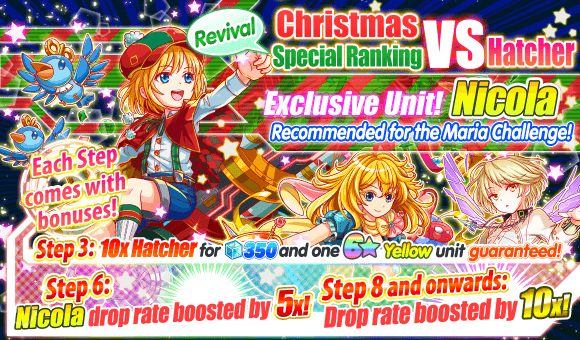 Revival
Christmas
Special Ranking
VS Hatcher
Exclusive Unit! Nicola
Recommended for the Maria Challenge!
Each Step
comes with
bonuses!
Step 3: 10x Hatcher for 350 and one 6★ Yellow unit guaranteed!
Step 6:
Nicola drop rate boosted by 5x!
Step 8 and onwards:
Drop rate boosted by 10x!